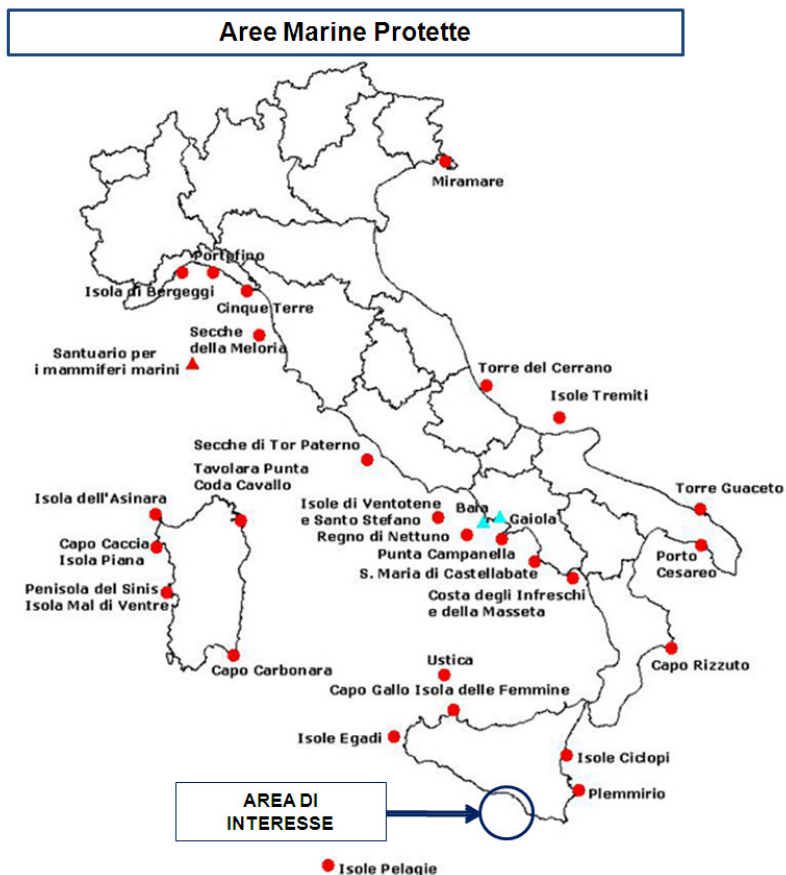 Aree Marine Protette
Miramare
Portofino
Isola di Bergeggi
Cinque Terre
Secche
della Meloria
Santuario per
i mammiferi marini
Torre del Cerrano
Isole Tremiti
Secche di Tor Paterno
Tavolara Punta
Coda Cavallo
Isola dell'Asinara
Torre Guaceto
Isole di Ventotene
e Santo Stefano
Baia
Gaiola
Regno di Nettuno
Capo Caccia
Isola Piana
Punta Campanella
Porto
Cesareo
S. Maria di Castellabate
Penisola del Sinis
Isola Mal di Ventre
Costa degli Infreschi
e della Masseta
Capo Carbonara
Ustica
Capo Rizzuto
Capo Gallo Isola delle Femmine
Isole Egadi
Isole Ciclopi
Plemmirio
AREA DI
INTERESSE
Isole Pelagie